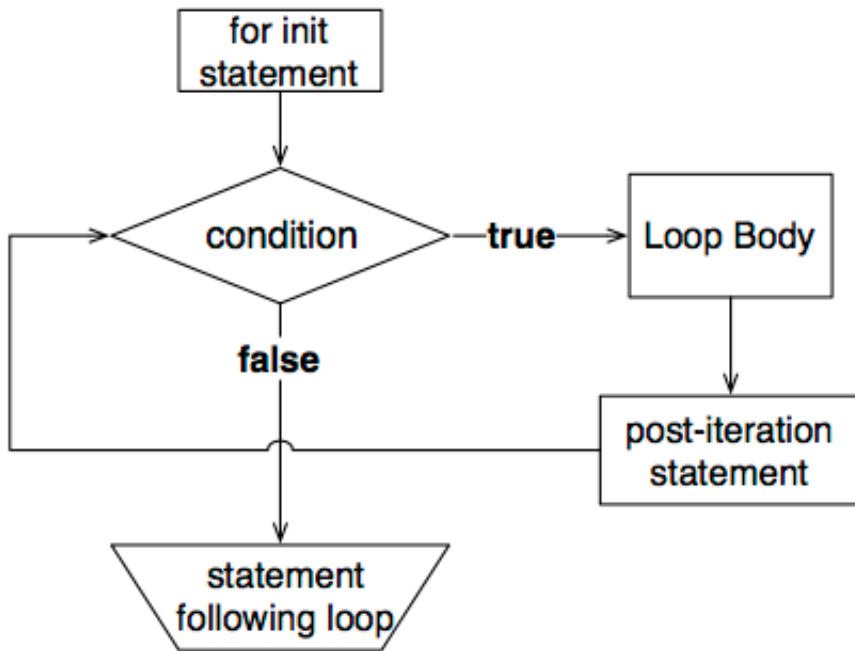 for init
statement
condition
true
Loop Body
false
post-iteration
statement
statement
following loop